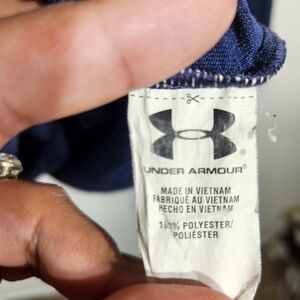 UNDER ARMOUR®
MADE IN VIETNAM
FABRIQUÉ AU VIETNAM
HECHO EN VIETNAM
100% POLYESTER/
POLIÉSTER